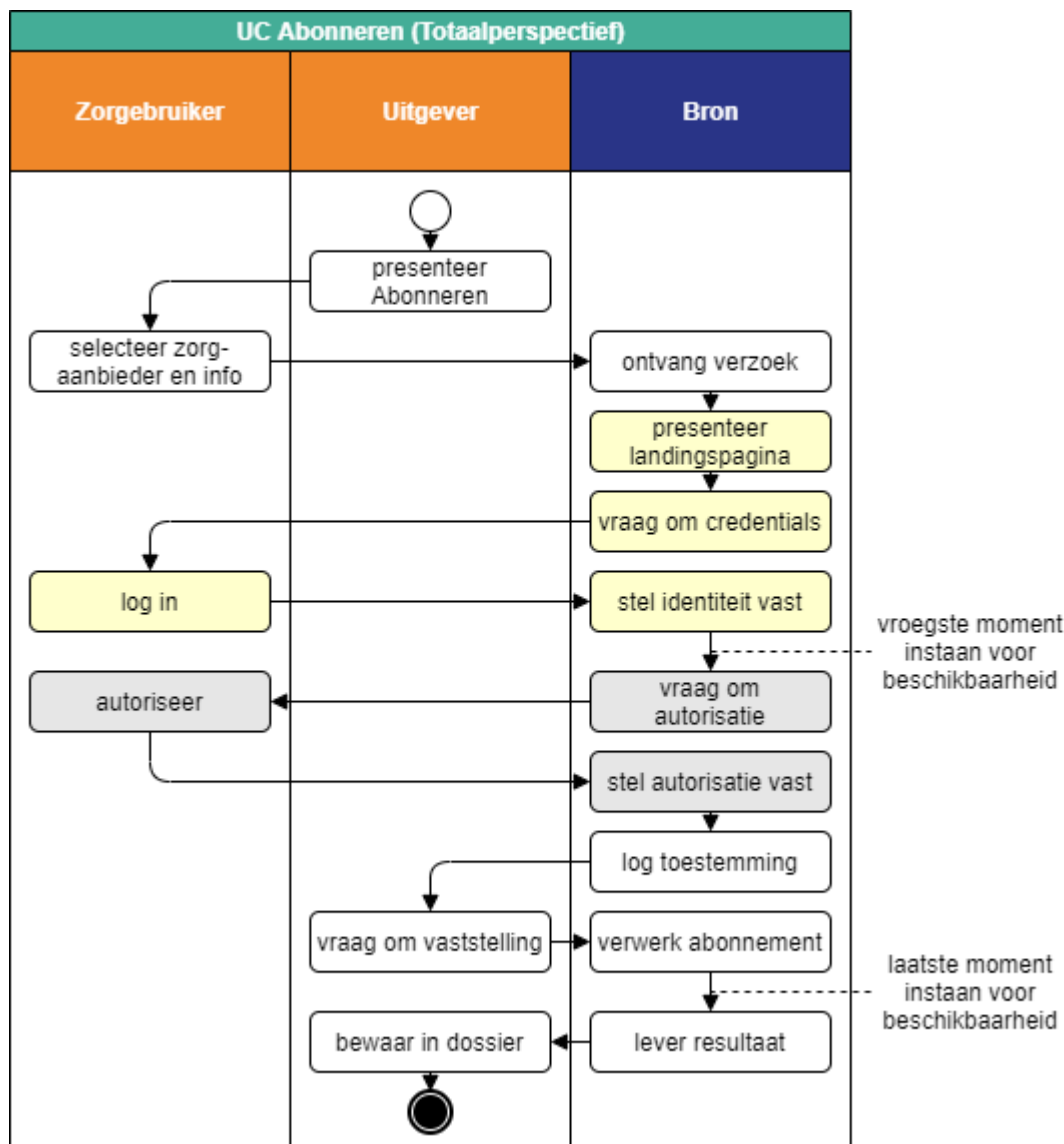 UC Abonneren (Totaalperspectief)
Zorgebruiker
Uitgever
Bron
presenteer
Abonneren
selecteer zorg-
aanbieder en info
ontvang verzoek
presenteer
landingspagina
vraag om credentials
log in
stel identiteit vast
vroegste moment
instaan voor
beschikbaarheid
autoriseer
vraag om
autorisatie
stel autorisatie vast
log toestemming
vraag om vaststelling
verwerk abonnement
laatste moment
instaan voor
beschikbaarheid
bewaar in dossier
lever resultaat